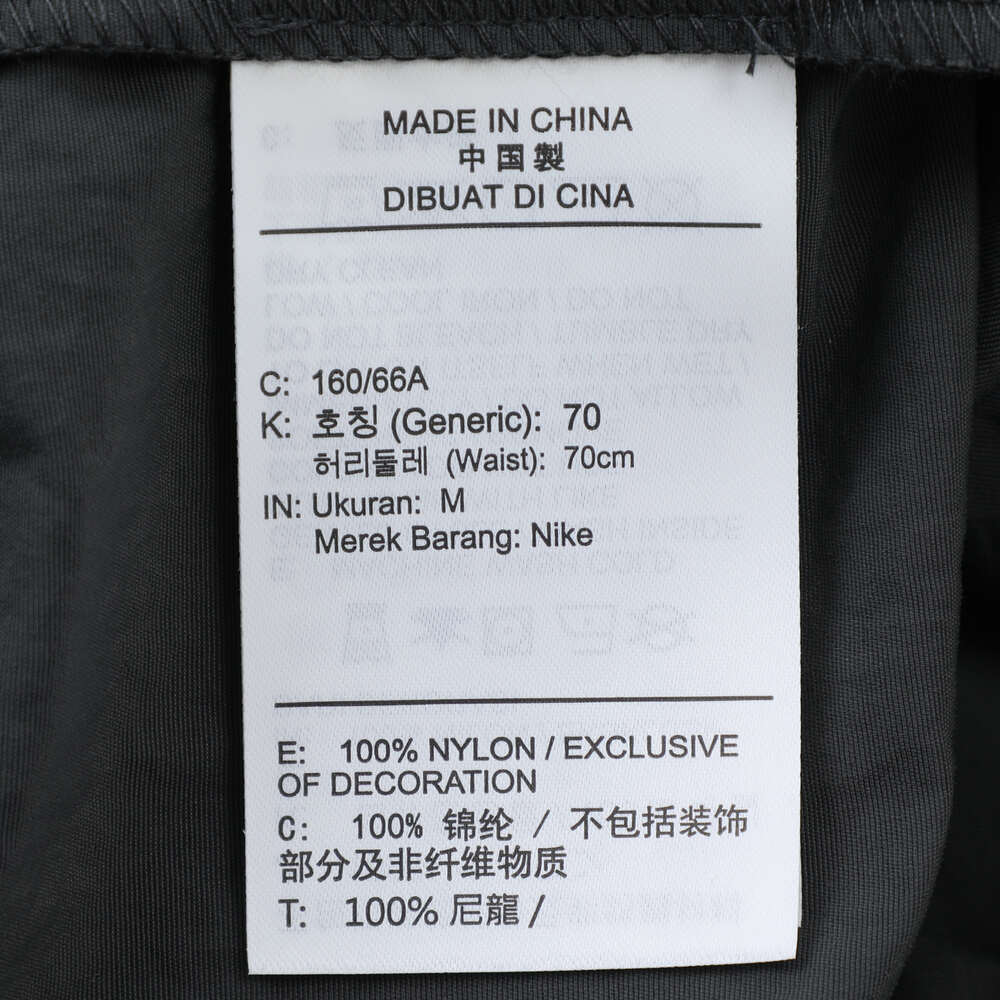 MADE IN CHINA
中国製
DIBUAT DI CINA
C: 160/66A
K: 호칭 (Generic): 70
허리둘레 (Waist): 70cm
IN: Ukuran: M
Merek Barang: Nike
E: 100% NYLON / EXCLUSIVE
OF DECORATION
C: 100% 锦纶 / 不包括装饰
部分及非纤维物质
T: 100% 尼龍 /